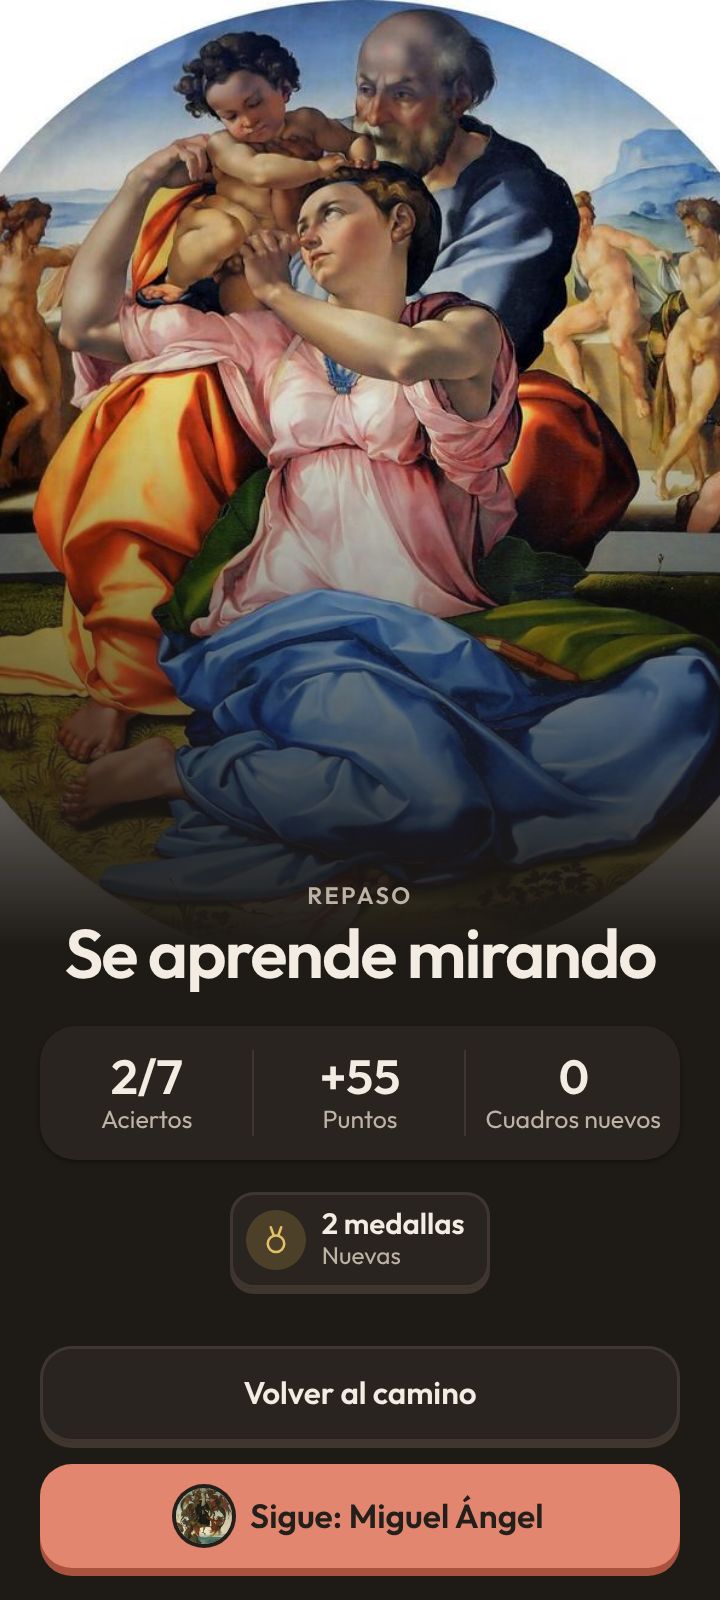 REPASO
Se aprende mirando
2/7
Aciertos
+55
Puntos
0
Cuadros nuevos
2 medallas
Nuevas
Volver al camino
Sigue: Miguel Ángel